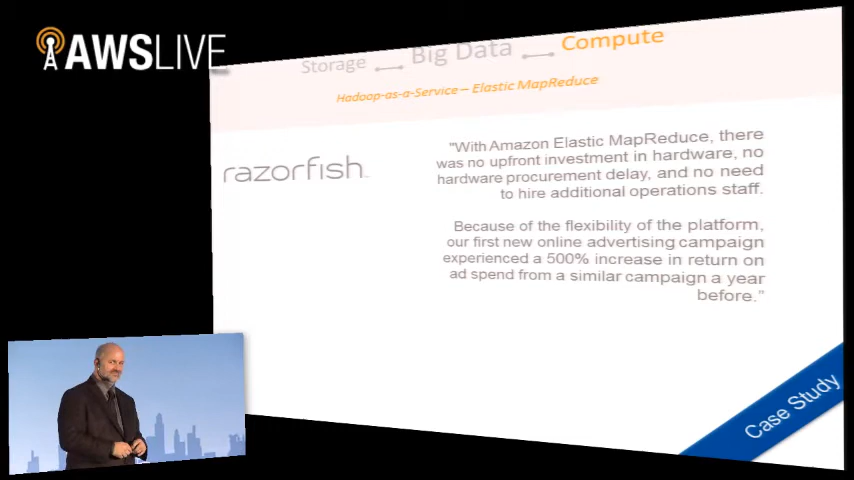 AWSLIVE
Storage Big Data Compute
Hadoop-as-a-Service – Elastic MapReduce
razorfish
"With Amazon Elastic MapReduce, there
was no upfront investment in hardware, no
hardware procurement delay, and no need
to hire additional operations staff.
Because of the flexibility of the platform,
our first new online advertising campaign
experienced a 500% increase in return on
ad spend from a similar campaign a year
before."
Case Study